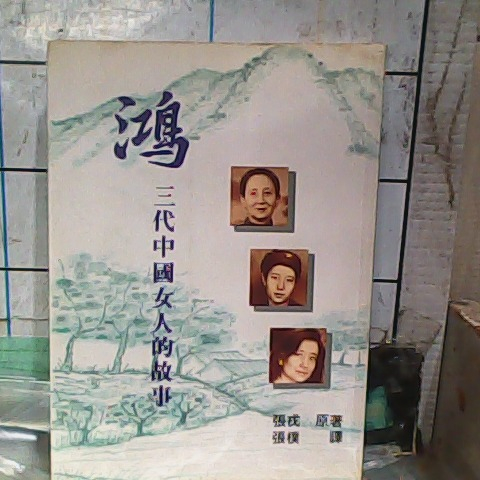 鴻
三代中國女人的故事
張戎 原著
張樸 譯